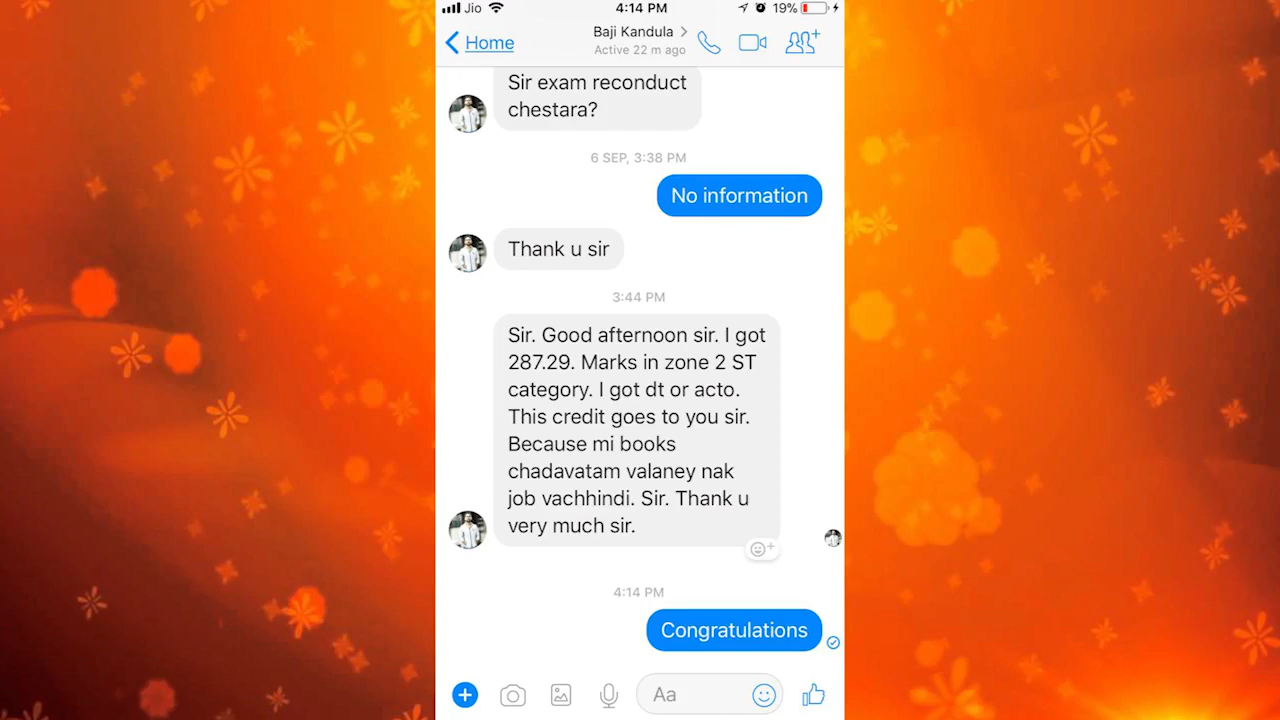 Jio 4:14 PM 19%
Home
Baji Kandula
Active 22 m ago
Sir exam reconduct
chestara?
6 SEP, 3:38 PM
No information
Thank u sir
3:44 PM
Sir. Good afternoon sir. I got
287.29. Marks in zone 2 ST
category. I got dt or acto.
This credit goes to you sir.
Because mi books
chadavatam valaney nak
job vachhindi. Sir. Thank u
very much sir.
4:14 PM
Congratulations
Aa